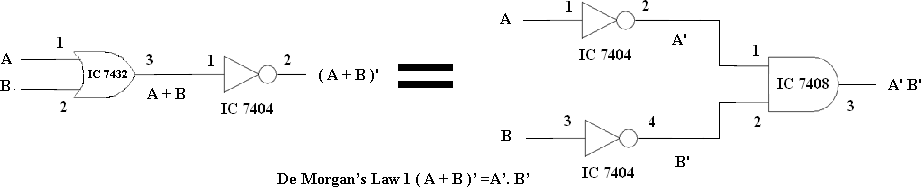 A 1 2
A'
IC 7404
1
IC 7408
A' B'
2
3
A 1
IC 7432
3
1 2
( A + B )'
B
2
A + B
IC 7404
B 3 4
B'
IC 7404
De Morgan's Law 1 ( A + B )' =A'. B'